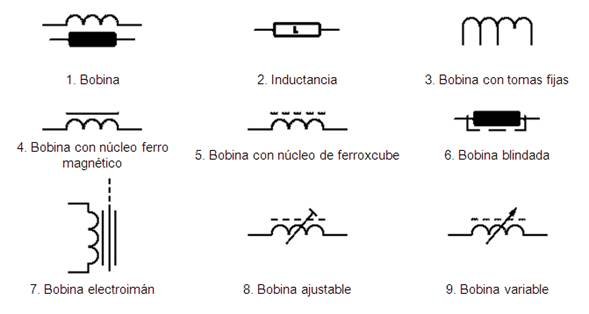 L
1. Bobina
2. Inductancia
3. Bobina con tomas fijas
4. Bobina con núcleo ferro
magnético
5. Bobina con núcleo de ferroxcube
6. Bobina blindada
7. Bobina electroimán
8. Bobina ajustable
9. Bobina variable